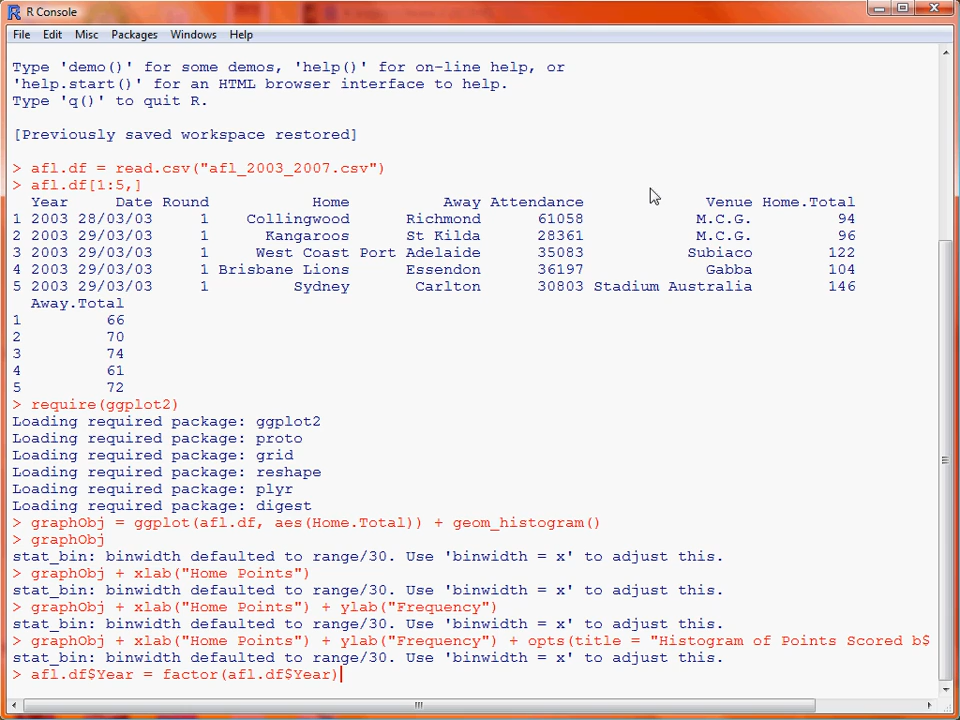 R Console
File Edit Misc Packages Windows Help
Type 'demo()' for some demos, 'help()' for on-line help, or
'help.start()' for an HTML browser interface to help.
Type 'q()' to quit R.
[Previously saved workspace restored]
> afl.df = read.csv("afl_2003_2007.csv")
> afl.df[1:5,]
  Year     Date Round           Home          Away Attendance             Venue Home.Total
1 2003 28/03/03     1    Collingwood      Richmond      61058            M.C.G.         94
2 2003 29/03/03     1      Kangaroos      St Kilda      28361            M.C.G.         96
3 2003 29/03/03     1     West Coast Port Adelaide      35083           Subiaco        122
4 2003 29/03/03     1 Brisbane Lions      Essendon      36197             Gabba        104
5 2003 29/03/03     1         Sydney       Carlton      30803 Stadium Australia        146
  Away.Total
1         66
2         70
3         74
4         61
5         72
> require(ggplot2)
Loading required package: ggplot2
Loading required package: proto
Loading required package: grid
Loading required package: reshape
Loading required package: plyr
Loading required package: digest
> graphObj = ggplot(afl.df, aes(Home.Total)) + geom_histogram()
> graphObj
stat_bin: binwidth defaulted to range/30. Use 'binwidth = x' to adjust this.
> graphObj + xlab("Home Points")
stat_bin: binwidth defaulted to range/30. Use 'binwidth = x' to adjust this.
> graphObj + xlab("Home Points") + ylab("Frequency")
stat_bin: binwidth defaulted to range/30. Use 'binwidth = x' to adjust this.
> graphObj + xlab("Home Points") + ylab("Frequency") + opts(title = "Histogram of Points Scored b$
stat_bin: binwidth defaulted to range/30. Use 'binwidth = x' to adjust this.
> afl.df$Year = factor(afl.df$Year)